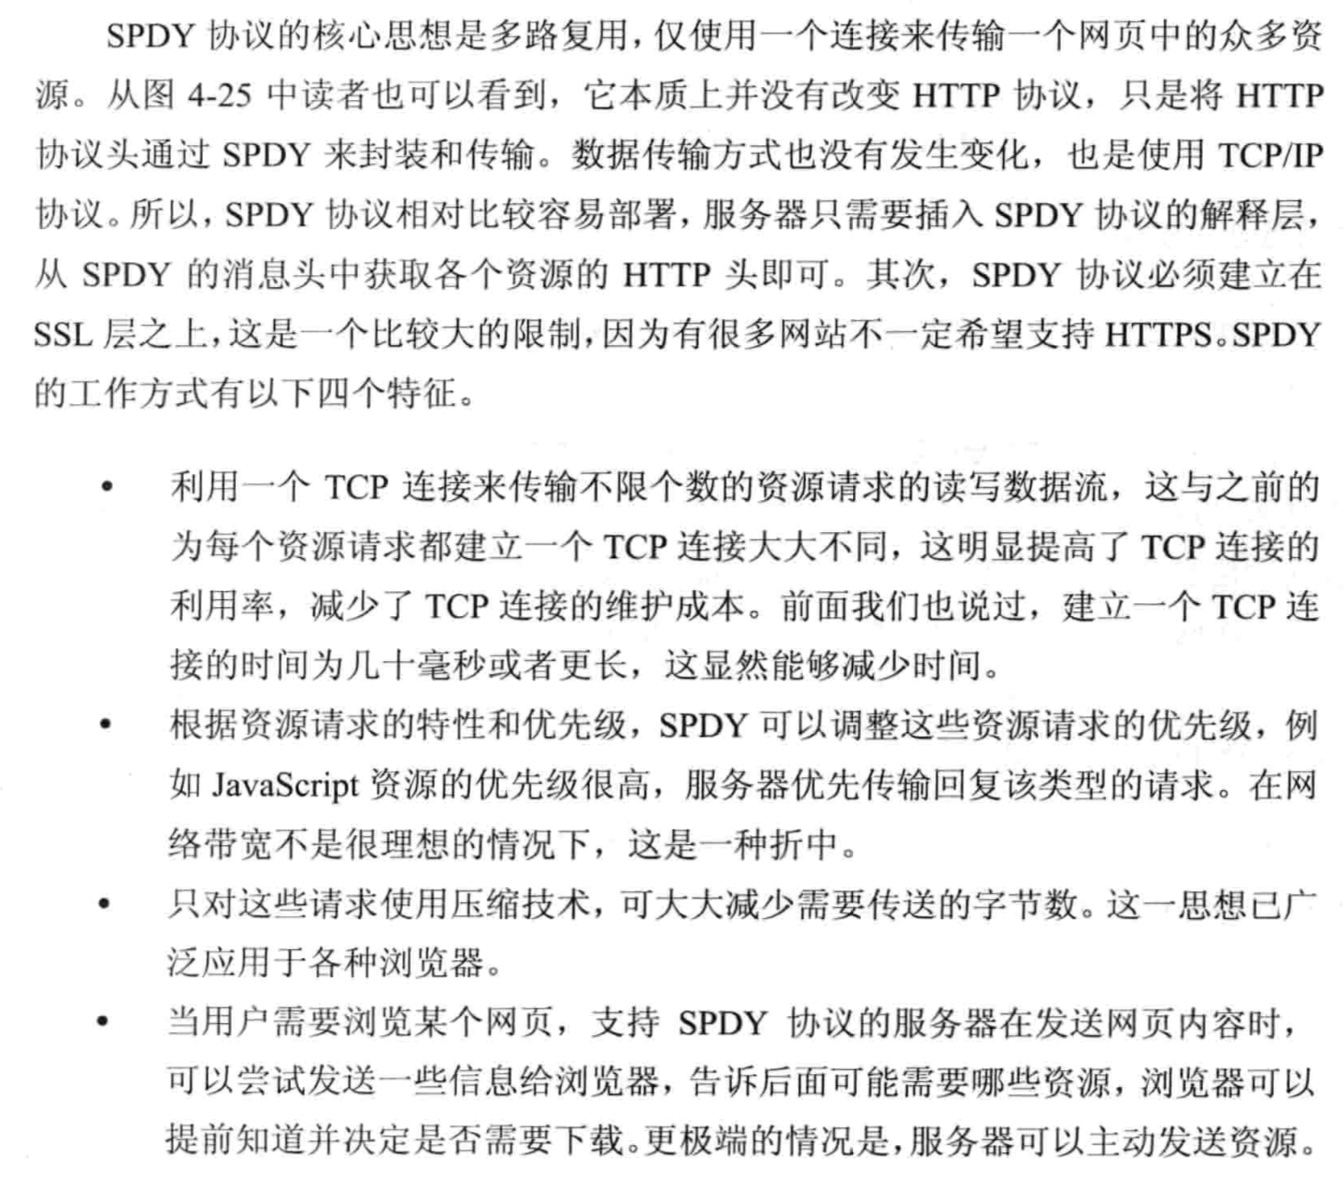 SPDY 协议的核心思想是多路复用，仅使用一个连接来传输一个网页中的众多资
源。从图 4-25 中读者也可以看到，它本质上并没有改变 HTTP 协议，只是将 HTTP
协议头通过 SPDY 来封装和传输。数据传输方式也没有发生变化，也是使用 TCP/IP
协议。所以，SPDY 协议相对比较容易部署，服务器只需要插入 SPDY 协议的解释层，
从 SPDY 的消息头中获取各个资源的 HTTP 头即可。其次，SPDY 协议必须建立在
SSL 层之上，这是一个比较大的限制，因为有很多网站不一定希望支持 HTTPS。SPDY
的工作方式有以下四个特征。
• 利用一个 TCP 连接来传输不限个数的资源请求的读写数据流，这与之前的
为每个资源请求都建立一个 TCP 连接大大不同，这明显提高了 TCP 连接的
利用率，减少了 TCP 连接的维护成本。前面我们也说过，建立一个 TCP 连
接的时间为几十毫秒或者更长，这显然能够减少时间。
• 根据资源请求的特性和优先级，SPDY 可以调整这些资源请求的优先级，例
如 JavaScript 资源的优先级很高，服务器优先传输回复该类型的请求。在网
络带宽不是很理想的情况下，这是一种折中。
• 只对这些请求使用压缩技术，可大大减少需要传送的字节数。这一思想已广
泛应用于各种浏览器。
• 当用户需要浏览某个网页，支持 SPDY 协议的服务器在发送网页内容时，
可以尝试发送一些信息给浏览器，告诉后面可能需要哪些资源，浏览器可以
提前知道并决定是否需要下载。更极端的情况是，服务器可以主动发送资源。